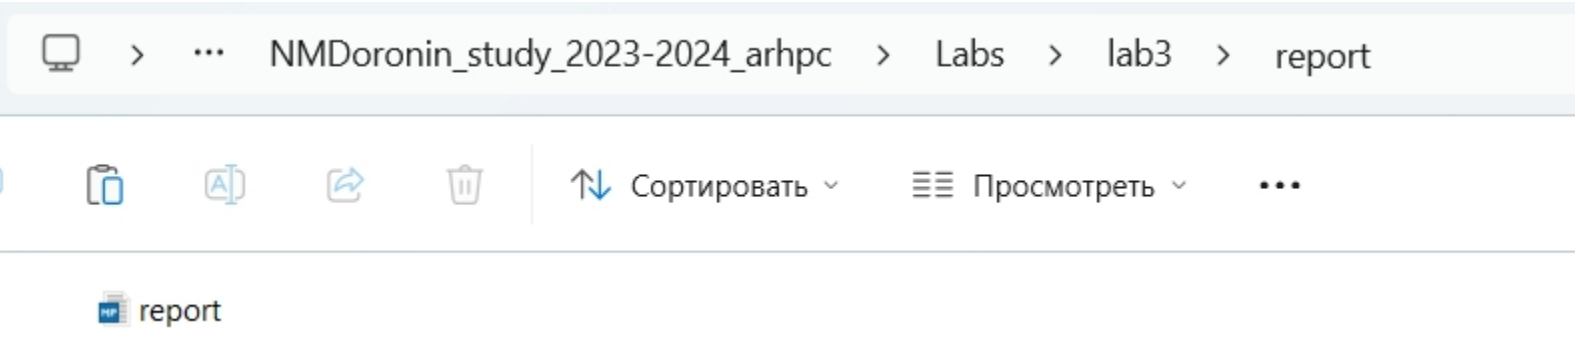 NMDoronin_study_2023-2024_arhpc > Labs > lab3 > report
Сортировать Просмотреть
report